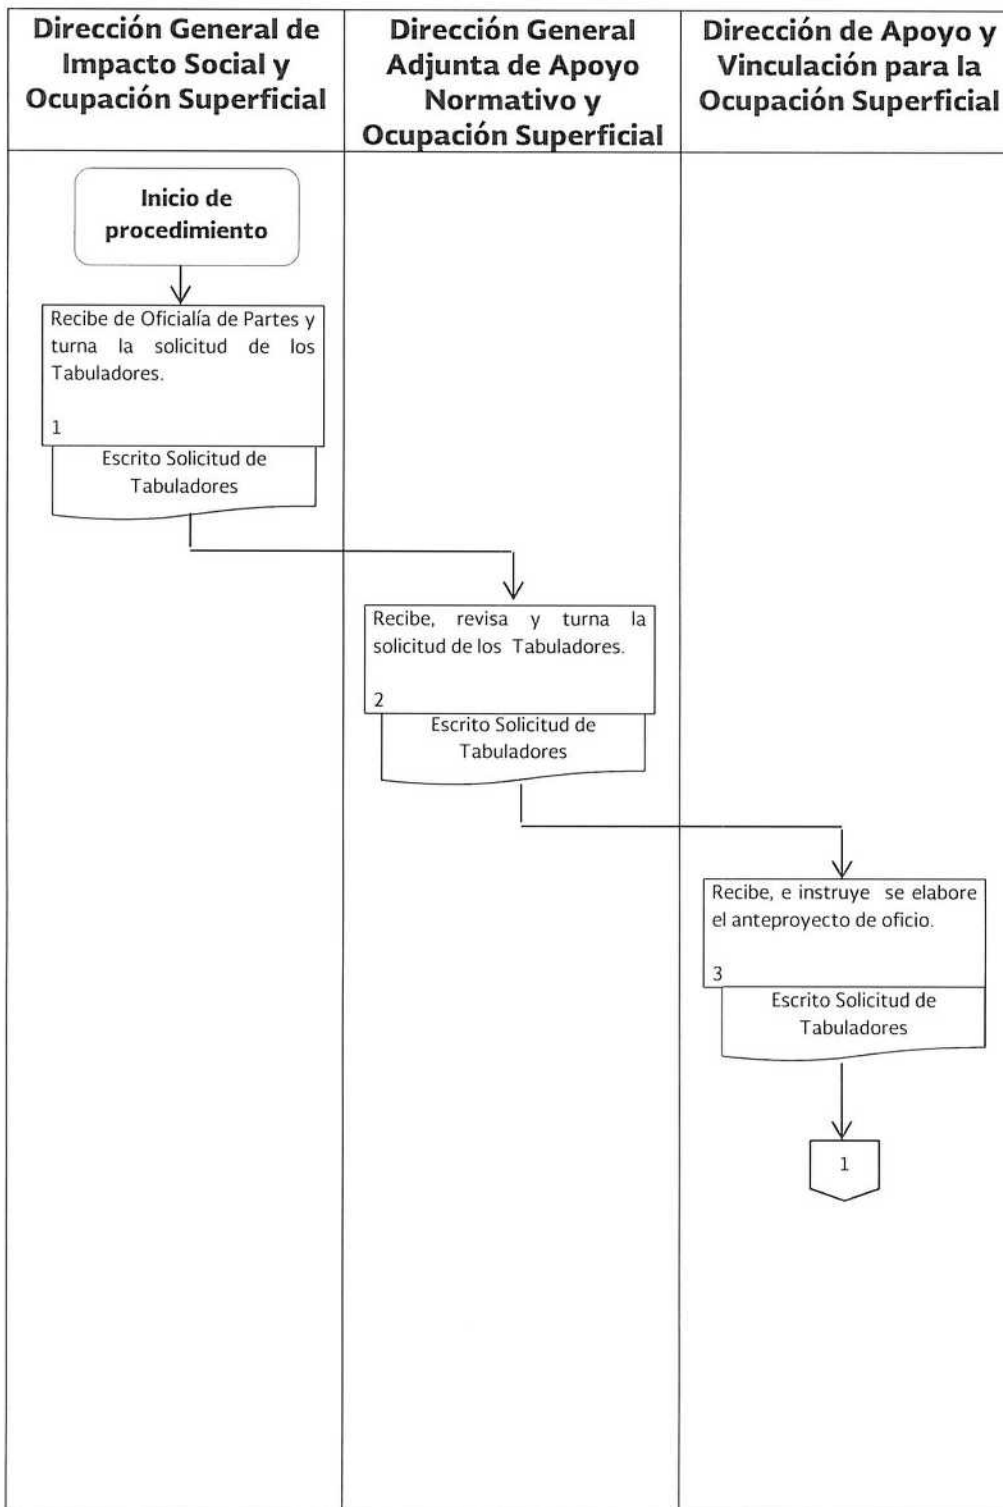 Dirección General de
Impacto Social y
Ocupación Superficial
Dirección General
Adjunta de Apoyo
Normativo y
Ocupación Superficial
Dirección de Apoyo y
Vinculación para la
Ocupación Superficial
Inicio de
procedimiento
Recibe de Oficialía de Partes y
turna la solicitud de los
Tabuladores.
1
Escrito Solicitud de
Tabuladores
Recibe, revisa y turna la
solicitud de los Tabuladores.
2
Escrito Solicitud de
Tabuladores
Recibe, e instruye se elabore
el anteproyecto de oficio.
3
Escrito Solicitud de
Tabuladores
1